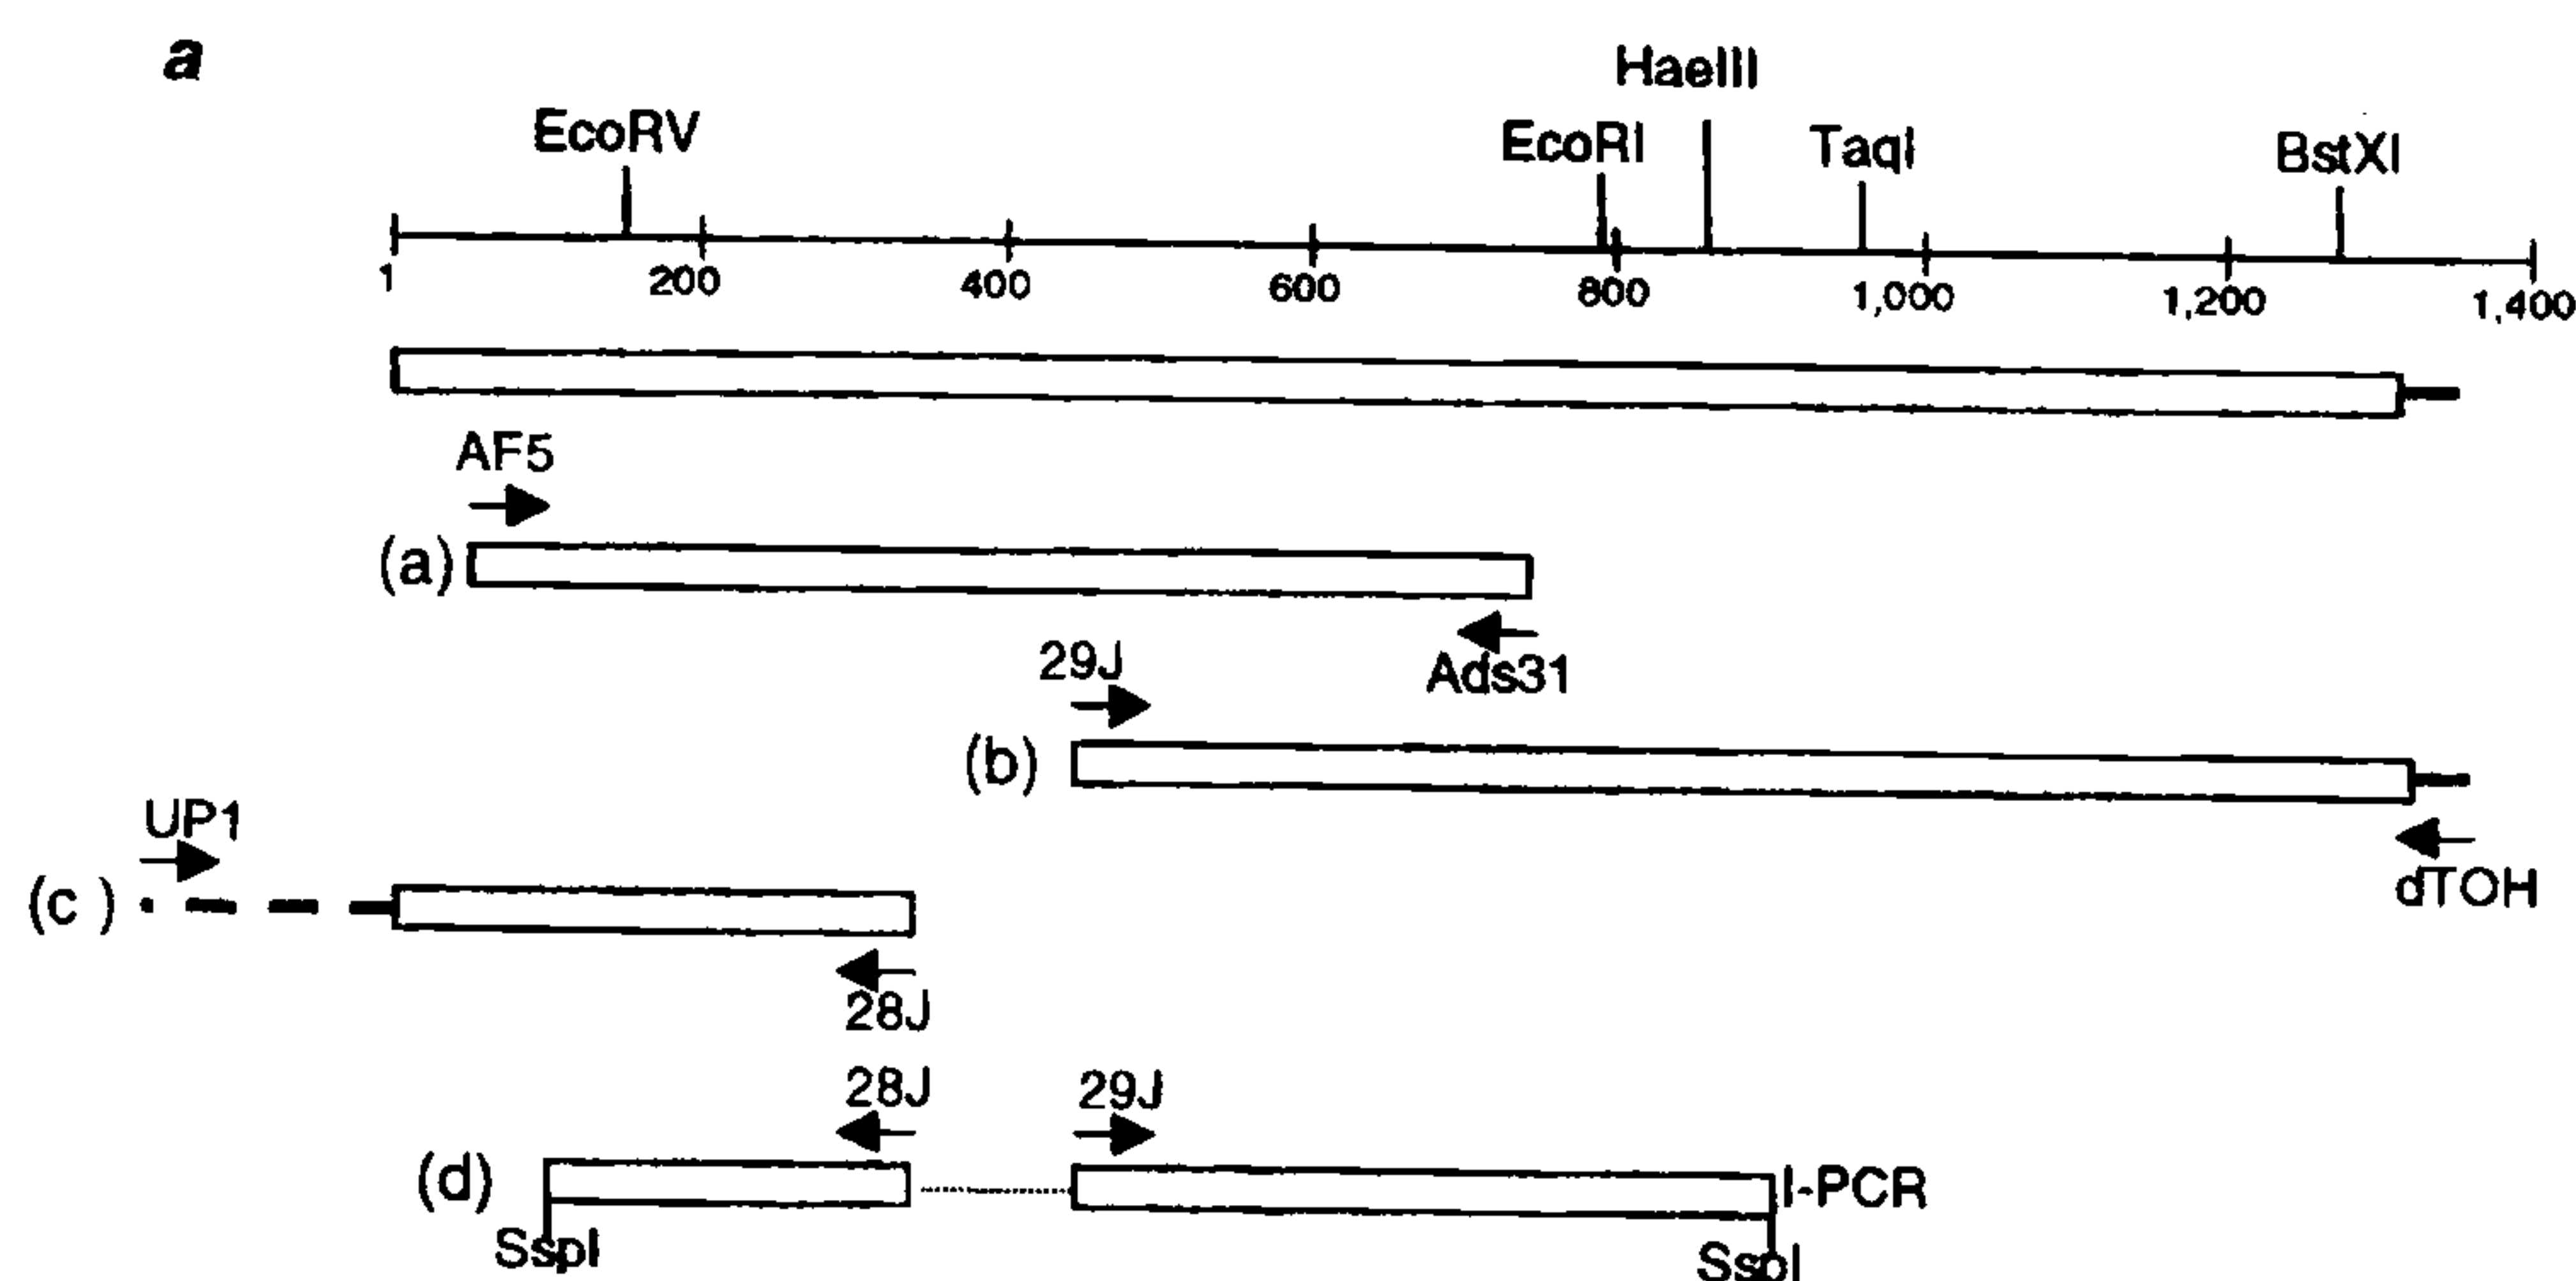 a
HaeIII
EcoRV
EcoRI
TaqI
BstXI
1
200
400
600
800
1,000
1,200
1,400
AF5
(a)
Ads31
29J
(b)
dTOH
UP1
(c )
28J
28J
29J
(d)
I-PCR
SspI
SspI